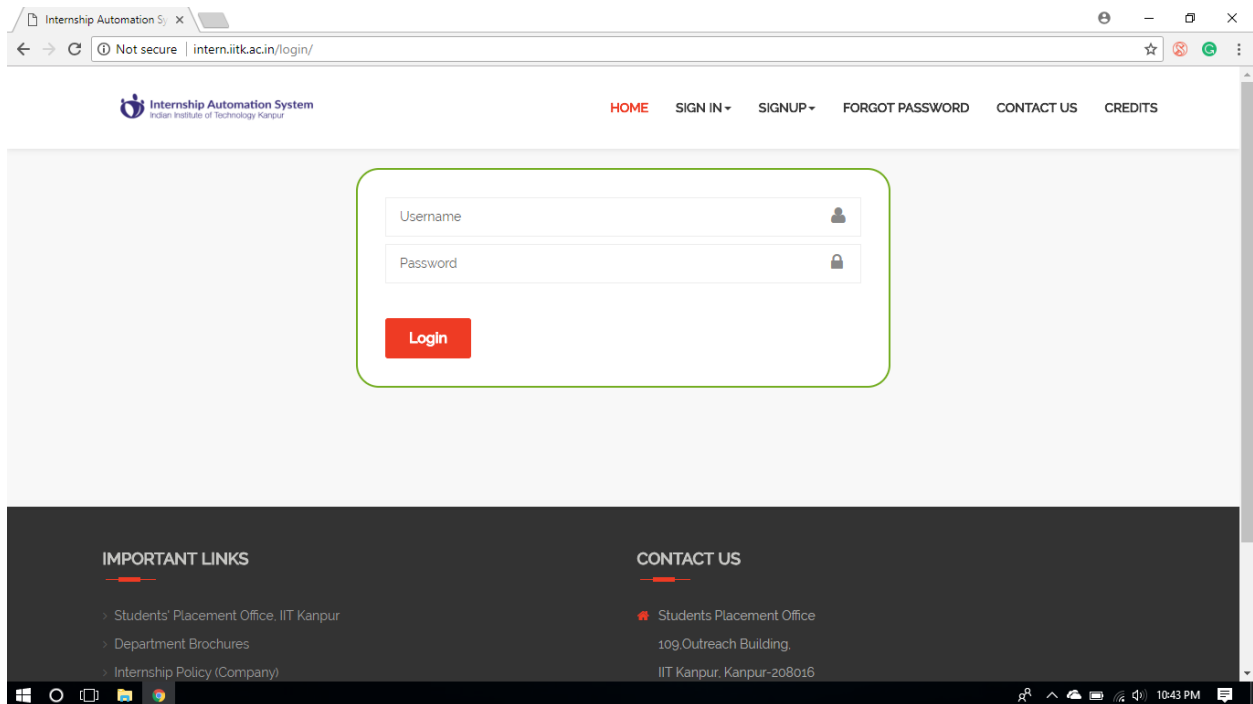 Internship Automation Sy
Not secure | intern.iitk.ac.in/login/
Internship Automation System
Indian Institute of Technology Kanpur
HOME SIGN IN SIGNUP FORGOT PASSWORD CONTACT US CREDITS
Username
Password
Login
IMPORTANT LINKS
Students' Placement Office, IIT Kanpur
Department Brochures
Internship Policy (Company)
CONTACT US
Students Placement Office
109,Outreach Building,
IIT Kanpur, Kanpur-208016
10:43 PM